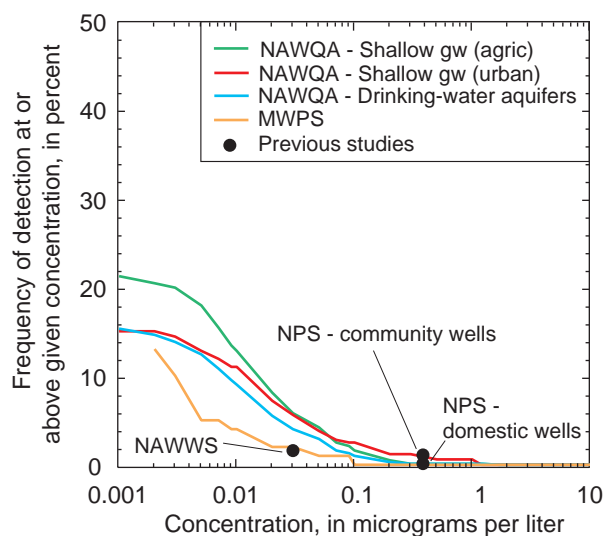 Frequency of detection at or
above given concentration, in percent
50
40
30
20
10
0
NAWQA - Shallow gw (agric)
NAWQA - Shallow gw (urban)
NAWQA - Drinking-water aquifers
MWPS
Previous studies
NPS - community wells
NPS -
domestic wells
NAWWS
0.001
0.01
0.1
1
10
Concentration, in micrograms per liter